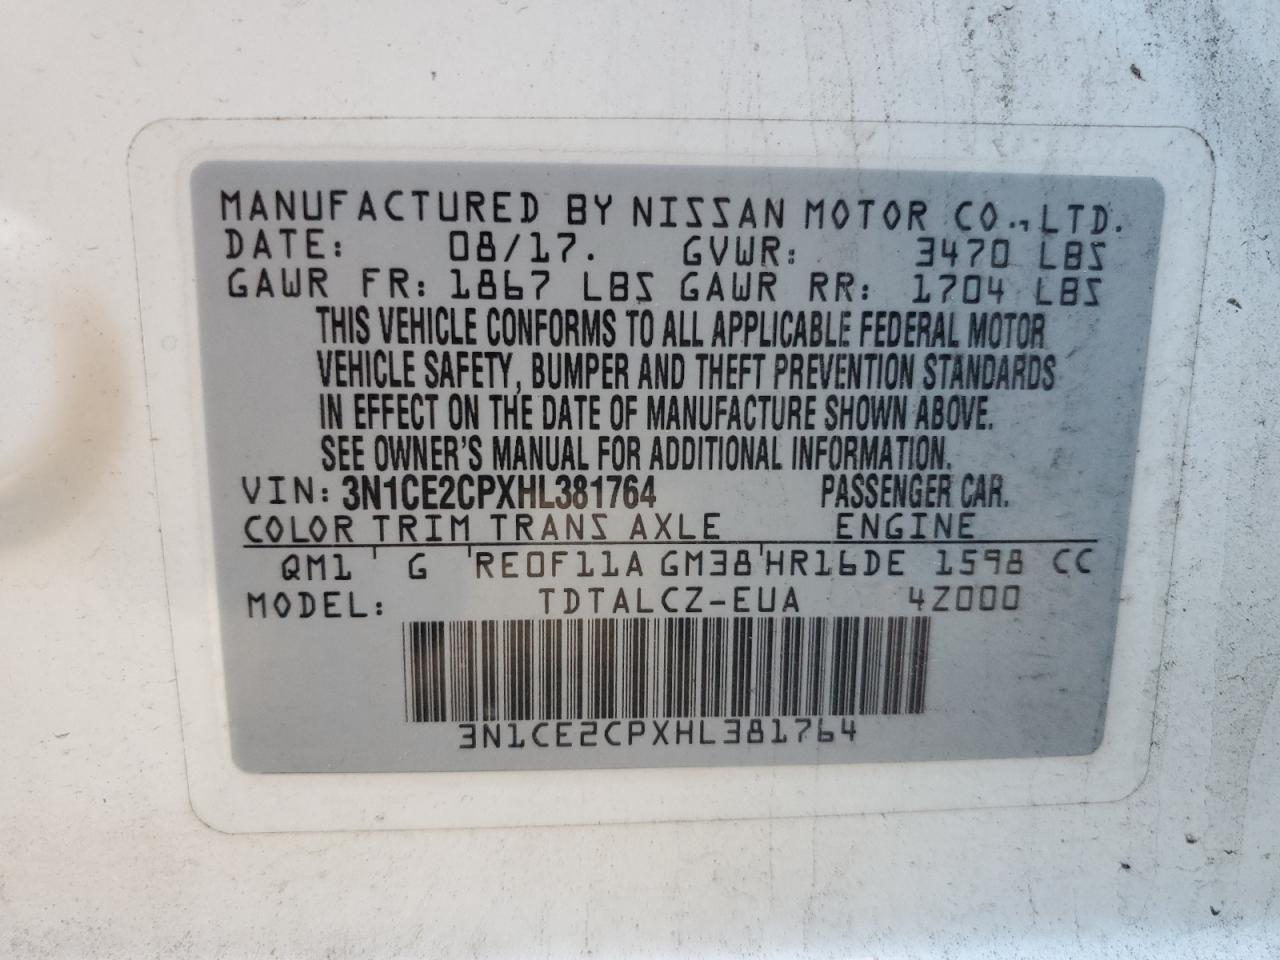 MANUFACTURED BY NISSAN MOTOR CO., LTD.
DATE: 08/17. GVWR: 3470 LBS
GAWR FR: 1867 LBS GAWR RR: 1704 LBS
THIS VEHICLE CONFORMS TO ALL APPLICABLE FEDERAL MOTOR
VEHICLE SAFETY, BUMPER AND THEFT PREVENTION STANDARDS
IN EFFECT ON THE DATE OF MANUFACTURE SHOWN ABOVE.
SEE OWNER'S MANUAL FOR ADDITIONAL INFORMATION.
VIN: 3N1CE2CPXHL381764 PASSENGER CAR.
COLOR TRIM TRANS AXLE ENGINE
QM1 ' G ' RE0F11A GM38 ' HR16DE 1598 CC
MODEL: TDTALCZ-EUA 4Z000
3N1CE2CPXHL381764